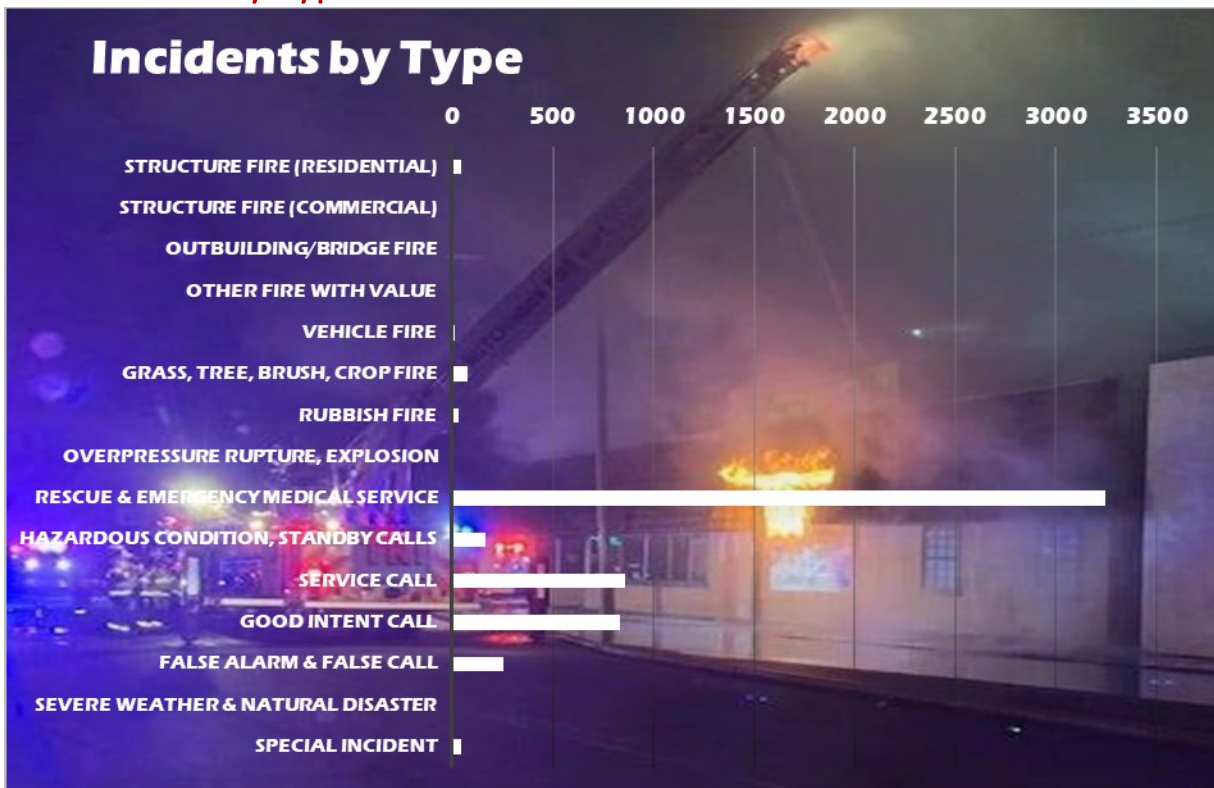 Incidents by Type
0 500 1000 1500 2000 2500 3000 3500
STRUCTURE FIRE (RESIDENTIAL)
STRUCTURE FIRE (COMMERCIAL)
OUTBUILDING/BRIDGE FIRE
OTHER FIRE WITH VALUE
VEHICLE FIRE
GRASS, TREE, BRUSH, CROP FIRE
RUBBISH FIRE
OVERPRESSURE RUPTURE, EXPLOSION
RESCUE & EMERGENCY MEDICAL SERVICE
HAZARDOUS CONDITION, STANDBY CALLS
SERVICE CALL
GOOD INTENT CALL
FALSE ALARM & FALSE CALL
SEVERE WEATHER & NATURAL DISASTER
SPECIAL INCIDENT